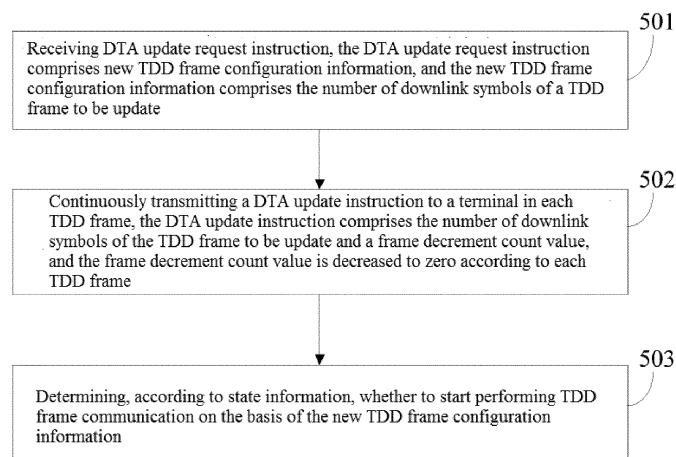 501
Receiving DTA update request instruction, the DTA update request instruction
comprises new TDD frame configuration information, and the new TDD frame
configuration information comprises the number of downlink symbols of a TDD
frame to be update
502
Continuously transmitting a DTA update instruction to a terminal in each
TDD frame, the DTA update instruction comprises the number of downlink
symbols of the TDD frame to be update and a frame decrement count value,
and the frame decrement count value is decreased to zero according to each
TDD frame
503
Determining, according to state information, whether to start performing TDD
frame communication on the basis of the new TDD frame configuration
information